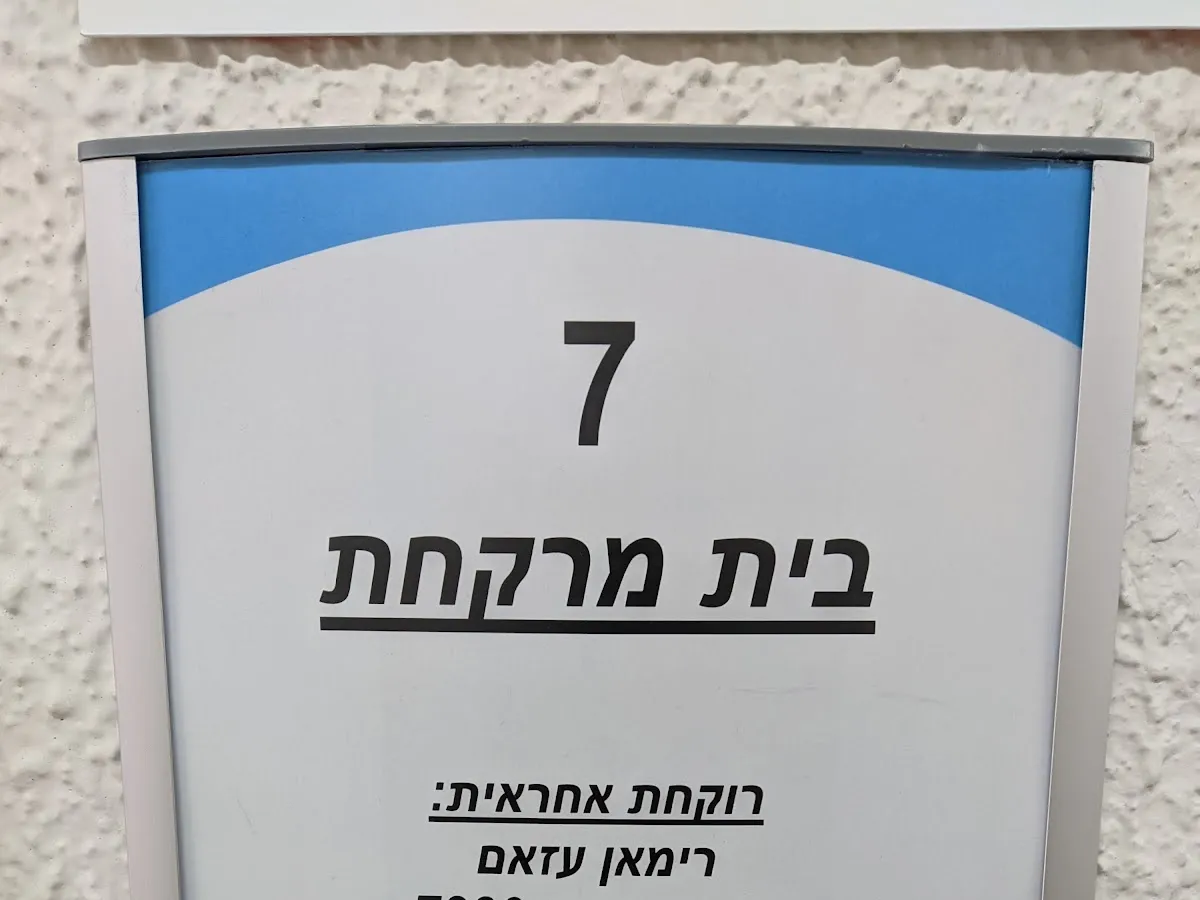 7
בית מרקחת
רוקחת אחראית:
רימאן עזאם